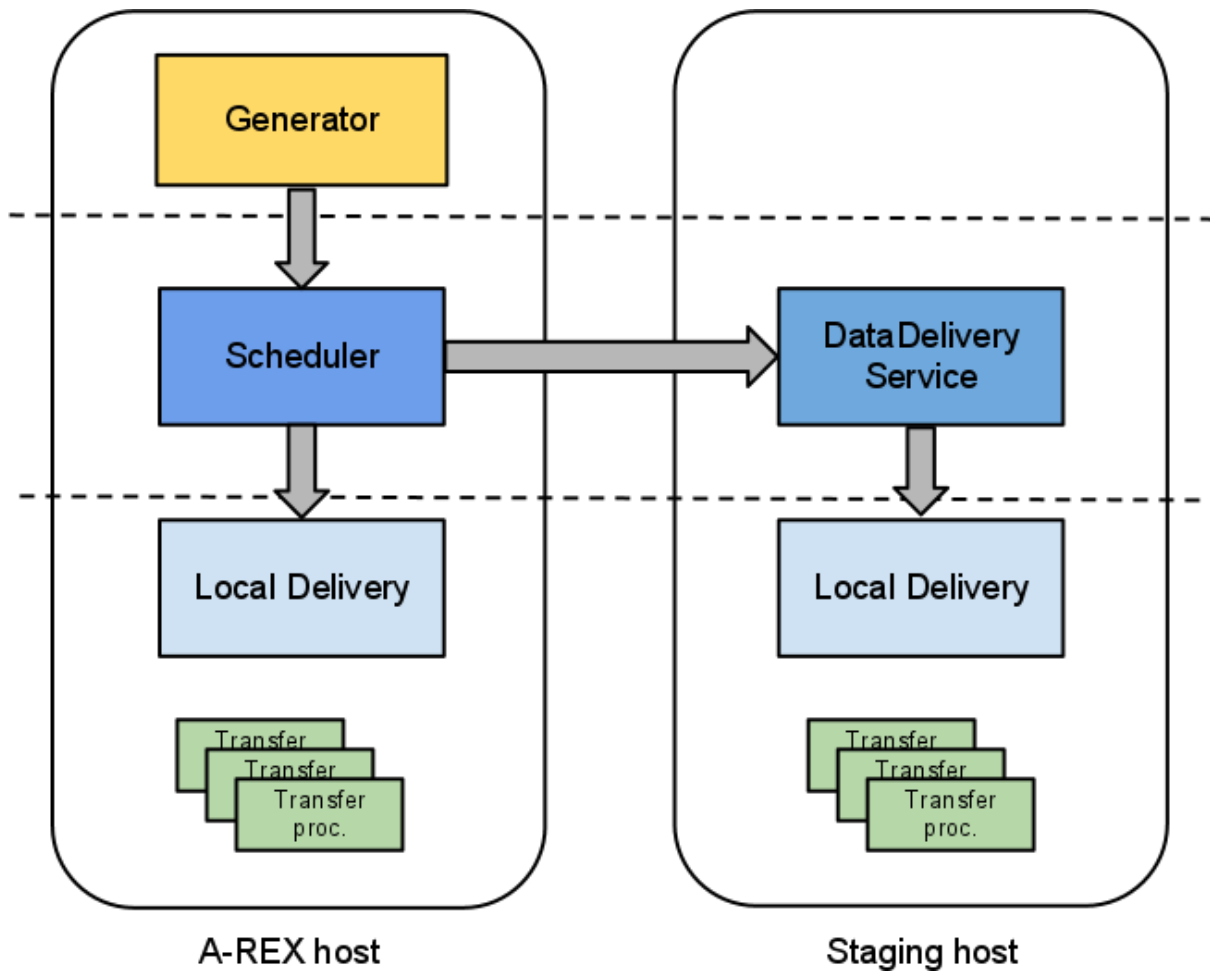 Generator
Scheduler
DataDelivery
Service
Local Delivery
Local Delivery
Transfer
Transfer
Transfer
proc.
Transfer
Transfer
Transfer
proc.
A-REX host
Staging host